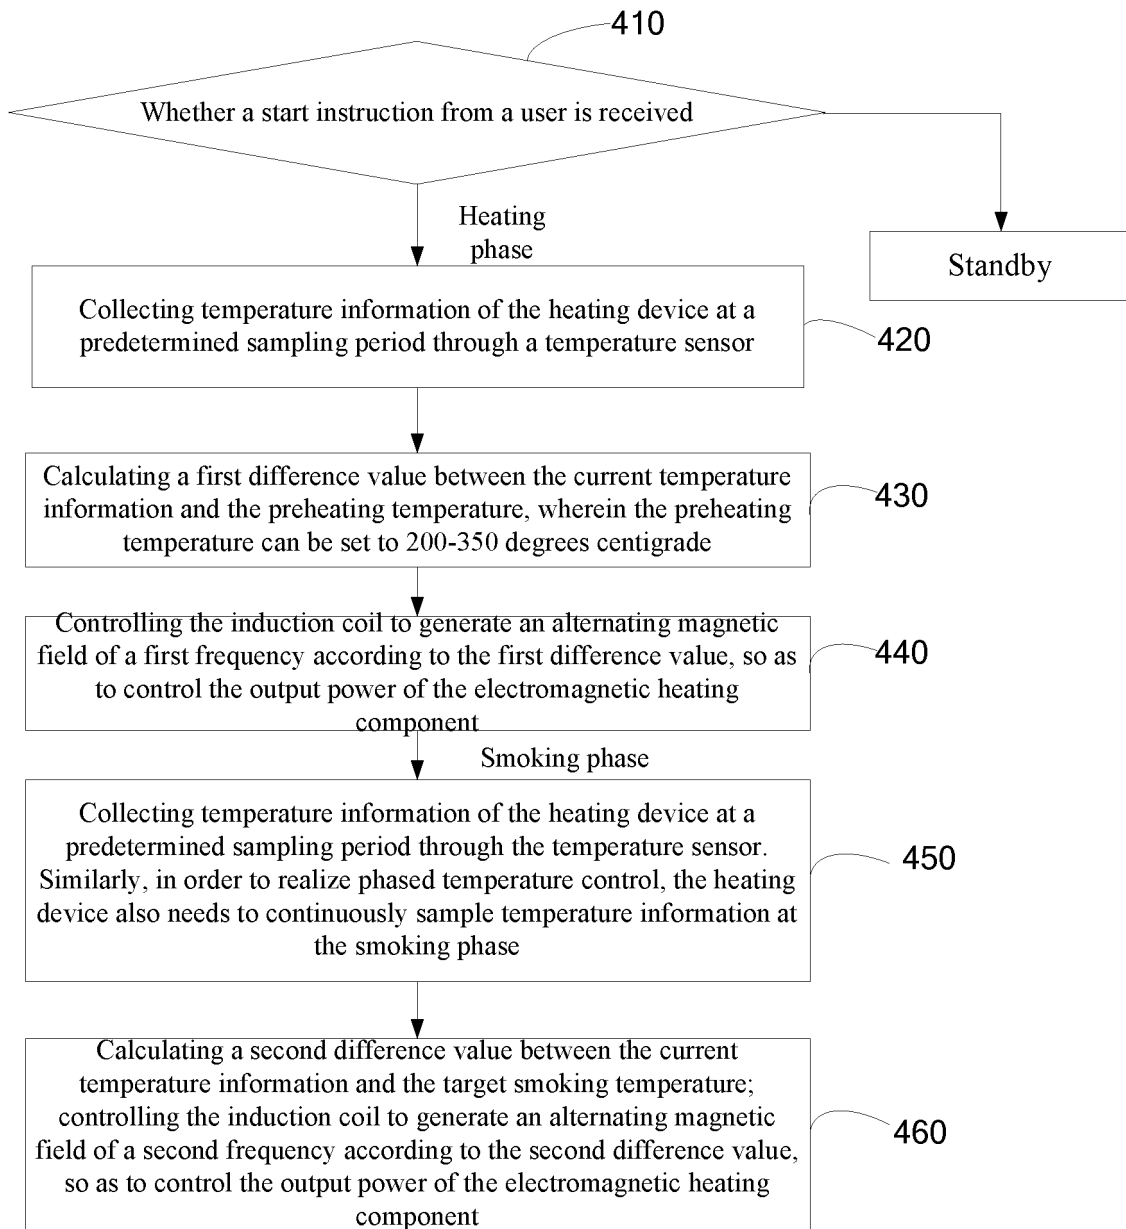 410
Whether a start instruction from a user is received
Heating
phase
Standby
Collecting temperature information of the heating device at a
predetermined sampling period through a temperature sensor
420
Calculating a first difference value between the current temperature
information and the preheating temperature, wherein the preheating
temperature can be set to 200-350 degrees centigrade
430
Controlling the induction coil to generate an alternating magnetic
field of a first frequency according to the first difference value, so as
to control the output power of the electromagnetic heating
component
440
Smoking phase
Collecting temperature information of the heating device at a
predetermined sampling period through the temperature sensor.
Similarly, in order to realize phased temperature control, the heating
device also needs to continuously sample temperature information at
the smoking phase
450
Calculating a second difference value between the current
temperature information and the target smoking temperature;
controlling the induction coil to generate an alternating magnetic
field of a second frequency according to the second difference value,
so as to control the output power of the electromagnetic heating
component
460